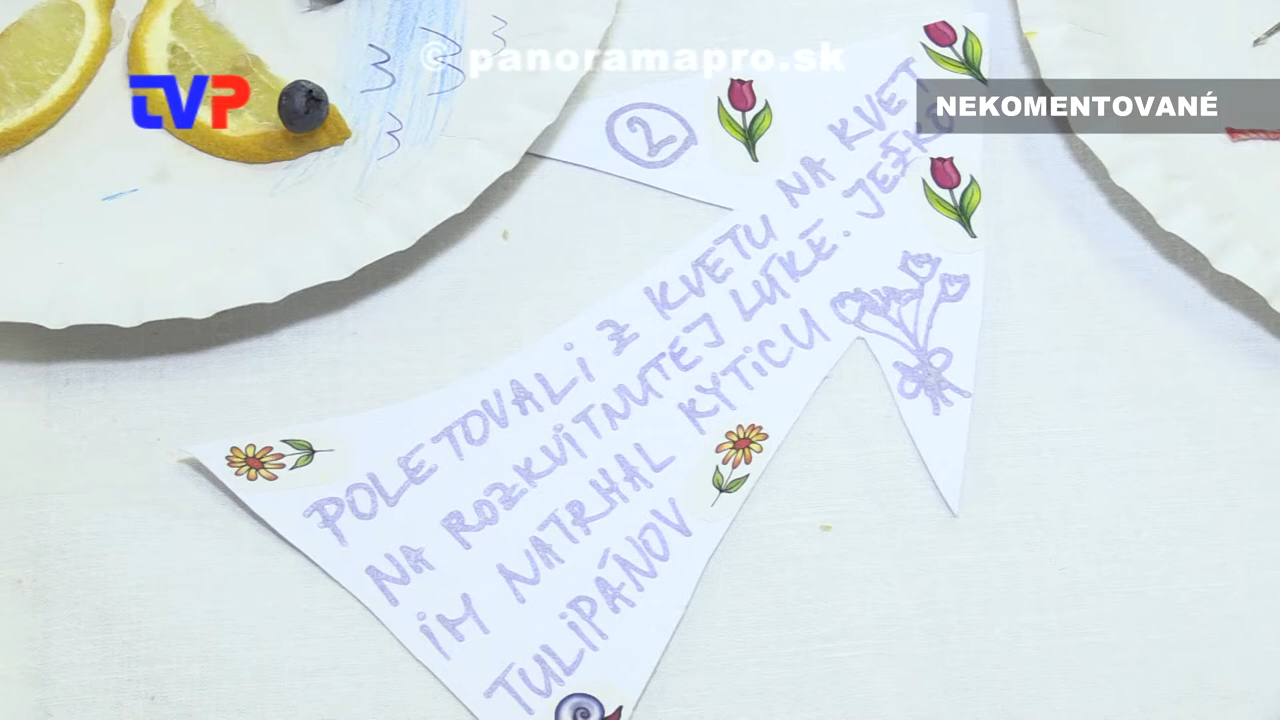 © panoramapro.sk
TVP
NEKOMENTOVANÉ
2
POLETOVALI Z KVETU NA KVET
NA ROZKVITNUTEJ LÚKE. JEŽKO
IM NATRHAL KYTICU
TULIPÁNOV